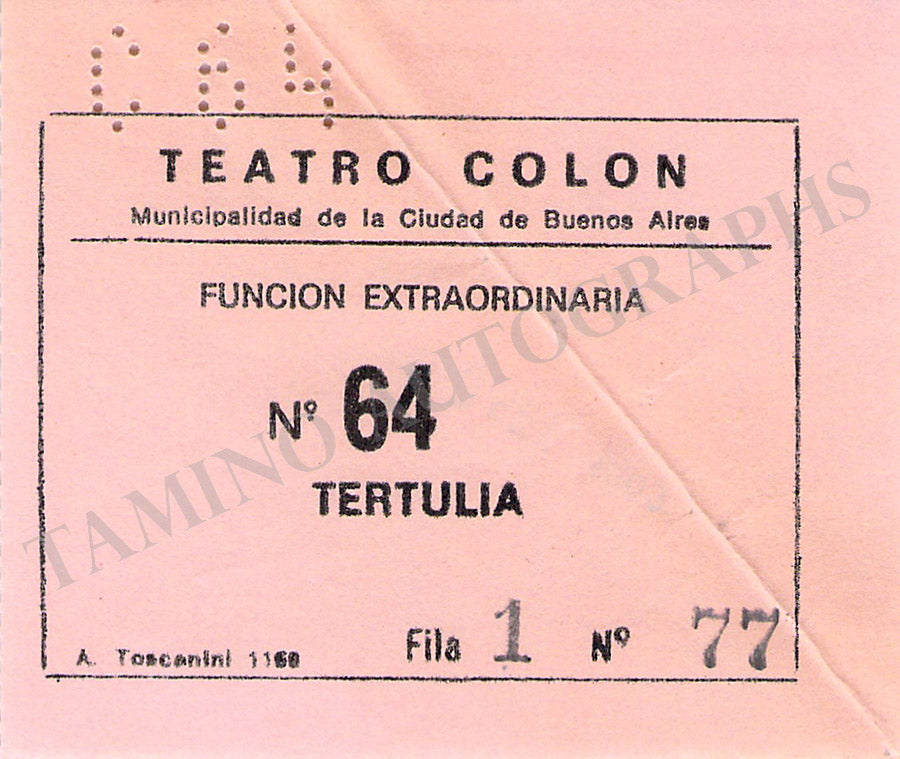 C 64
TEATRO COLON
Municipalidad de la Ciudad de Buenos Aires
FUNCION EXTRAORDINARIA
Nº 64
TERTULIA
Fila 1 Nº 77
A. Toscanini 1168
TAMINO AUTOGRAPHS